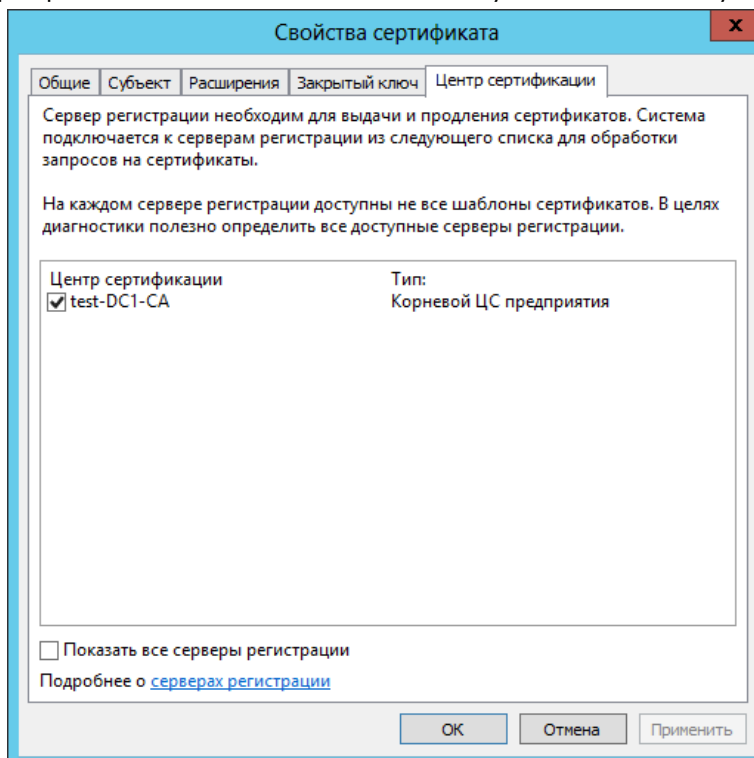 Свойства сертификата
x
Общие Субъект Расширения Закрытый ключ Центр сертификации
Сервер регистрации необходим для выдачи и продления сертификатов. Система
подключается к серверам регистрации из следующего списка для обработки
запросов на сертификаты.
На каждом сервере регистрации доступны не все шаблоны сертификатов. В целях
диагностики полезно определить все доступные серверы регистрации.
Центр сертификации Тип:
test-DC1-CA Корневой ЦС предприятия
Показать все серверы регистрации
Подробнее о серверах регистрации
ОК Отмена Применить